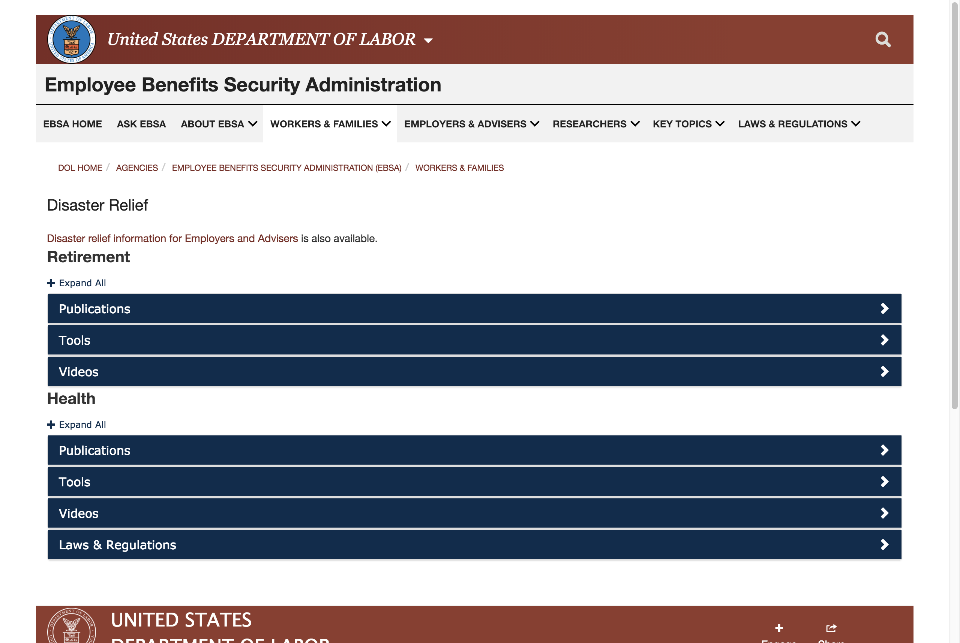 United States DEPARTMENT OF LABOR
Employee Benefits Security Administration
EBSA HOME ASK EBSA ABOUT EBSA WORKERS & FAMILIES EMPLOYERS & ADVISERS RESEARCHERS KEY TOPICS LAWS & REGULATIONS
DOL HOME / AGENCIES / EMPLOYEE BENEFITS SECURITY ADMINISTRATION (EBSA) / WORKERS & FAMILIES
Disaster Relief
Disaster relief information for Employers and Advisers is also available.
Retirement
Expand All
Publications
Tools
Videos
Health
Expand All
Publications
Tools
Videos
Laws & Regulations
UNITED STATES
DEPARTMENT OF LABOR